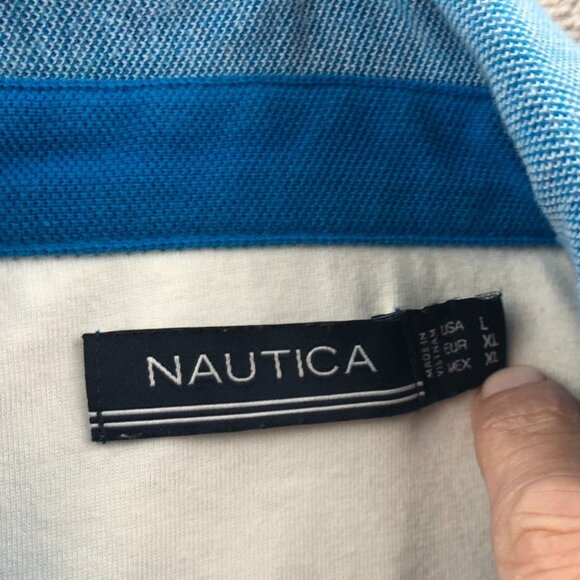 NAUTICA
MADE IN
VIETNAM
USA L
EUR XL
MEX XL